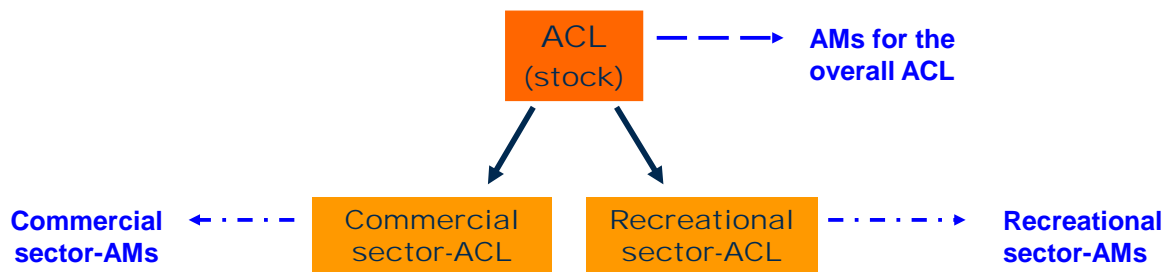 ACL
(stock)
AMs for the
overall ACL
Commercial
sector-AMs
Commercial
sector-ACL
Recreational
sector-ACL
Recreational
sector-AMs